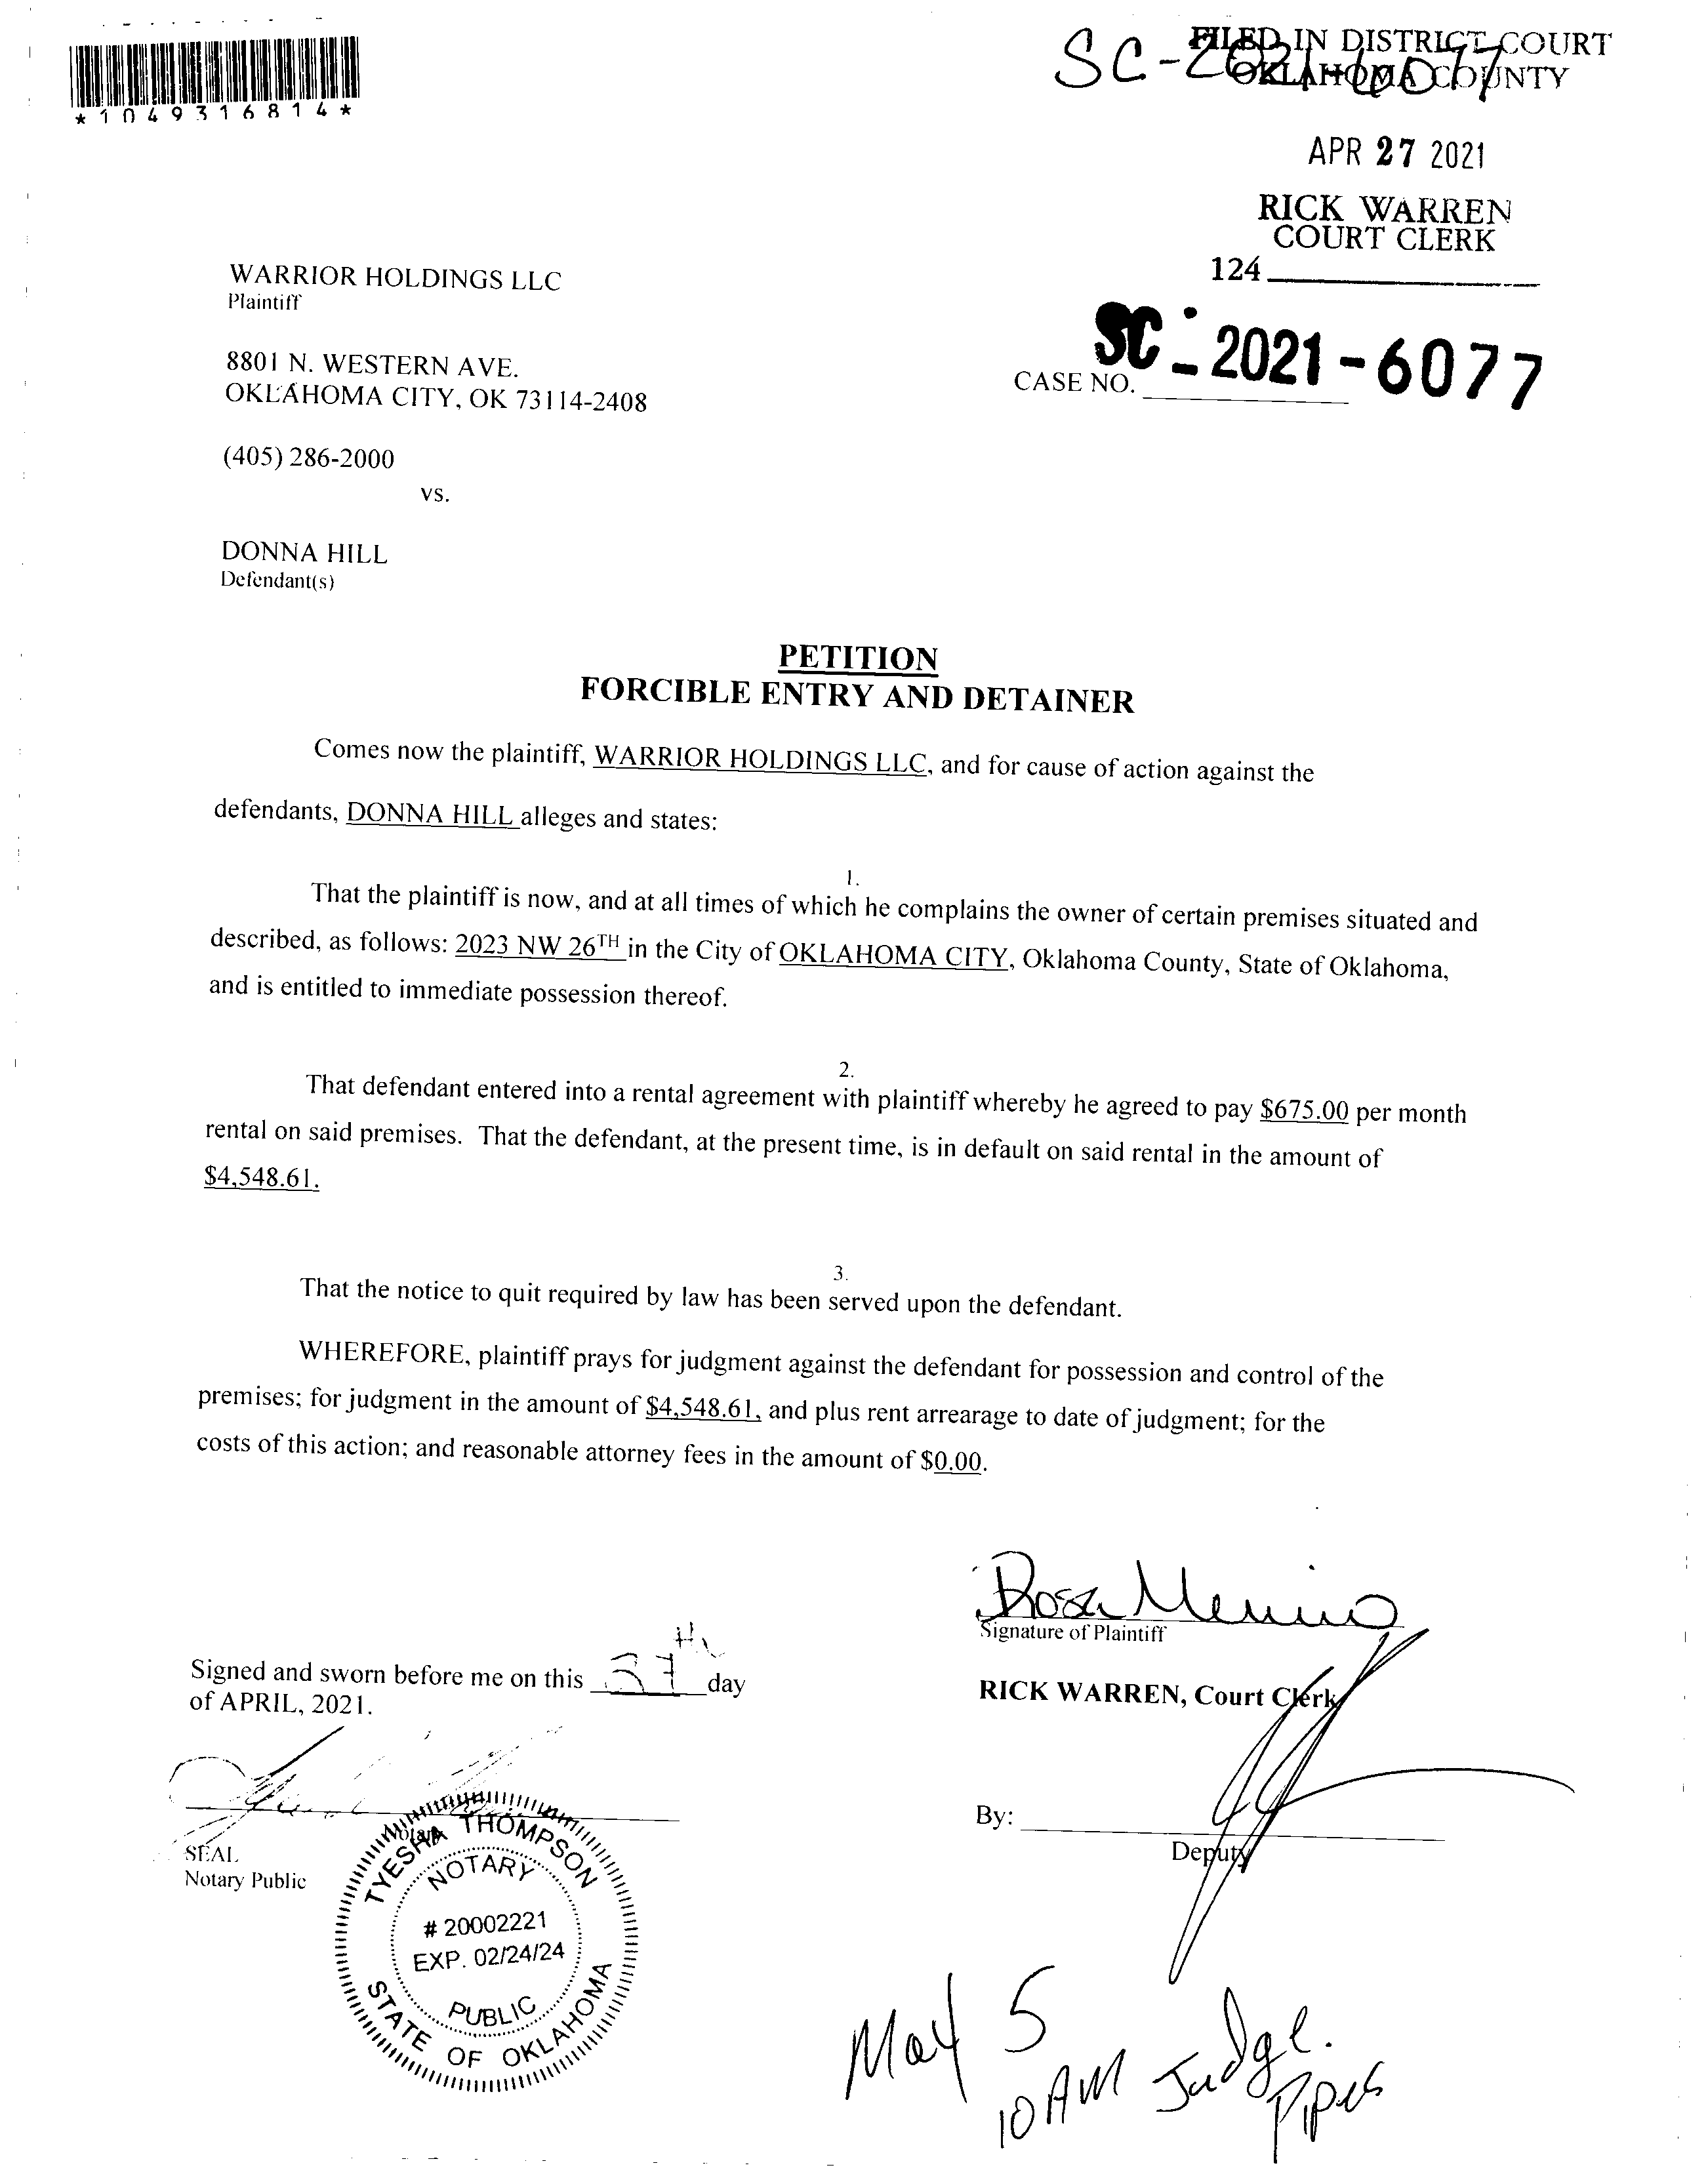 *1049316814*
SC-2021-6077
FILED IN DISTRICT COURT
OKLAHOMA COUNTY
APR 27 2021
RICK WARREN
COURT CLERK
124
WARRIOR HOLDINGS LLC
Plaintiff
8801 N. WESTERN AVE.
OKLAHOMA CITY, OK 73114-2408
SC-2021-6077
CASE NO.
(405) 286-2000
vs.
DONNA HILL
Defendant(s)
PETITION
FORCIBLE ENTRY AND DETAINER
Comes now the plaintiff, WARRIOR HOLDINGS LLC, and for cause of action against the
defendants, DONNA HILL alleges and states:
1.
That the plaintiff is now, and at all times of which he complains the owner of certain premises situated and
described, as follows: 2023 NW 26TH in the City of OKLAHOMA CITY, Oklahoma County, State of Oklahoma,
and is entitled to immediate possession thereof.
2.
That defendant entered into a rental agreement with plaintiff whereby he agreed to pay $675.00 per month
rental on said premises. That the defendant, at the present time, is in default on said rental in the amount of
$4,548.61.
3.
That the notice to quit required by law has been served upon the defendant.
WHEREFORE, plaintiff prays for judgment against the defendant for possession and control of the
premises; for judgment in the amount of $4,548.61, and plus rent arrearage to date of judgment; for the
costs of this action; and reasonable attorney fees in the amount of $0.00.
Rosa Merino
Signature of Plaintiff
Signed and sworn before me on this day
of APRIL, 2021.
RICK WARREN, Court Clerk
By:
Deputy
Notary
SEAL
Notary Public
TYESHA THOMPSON
NOTARY
# 20002221
EXP. 02/24/24
PUBLIC
STATE OF OKLAHOMA
May 5
10 AM Judge
Pipes